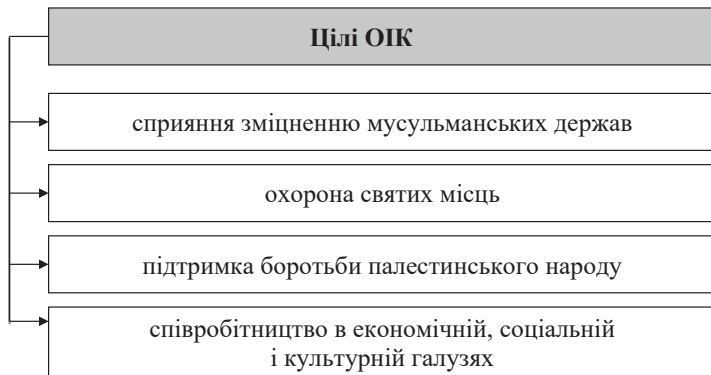 Цілі ОІК
сприяння зміцненню мусульманських держав
охорона святих місць
підтримка боротьби палестинського народу
співробітництво в економічній, соціальній
і культурній галузях